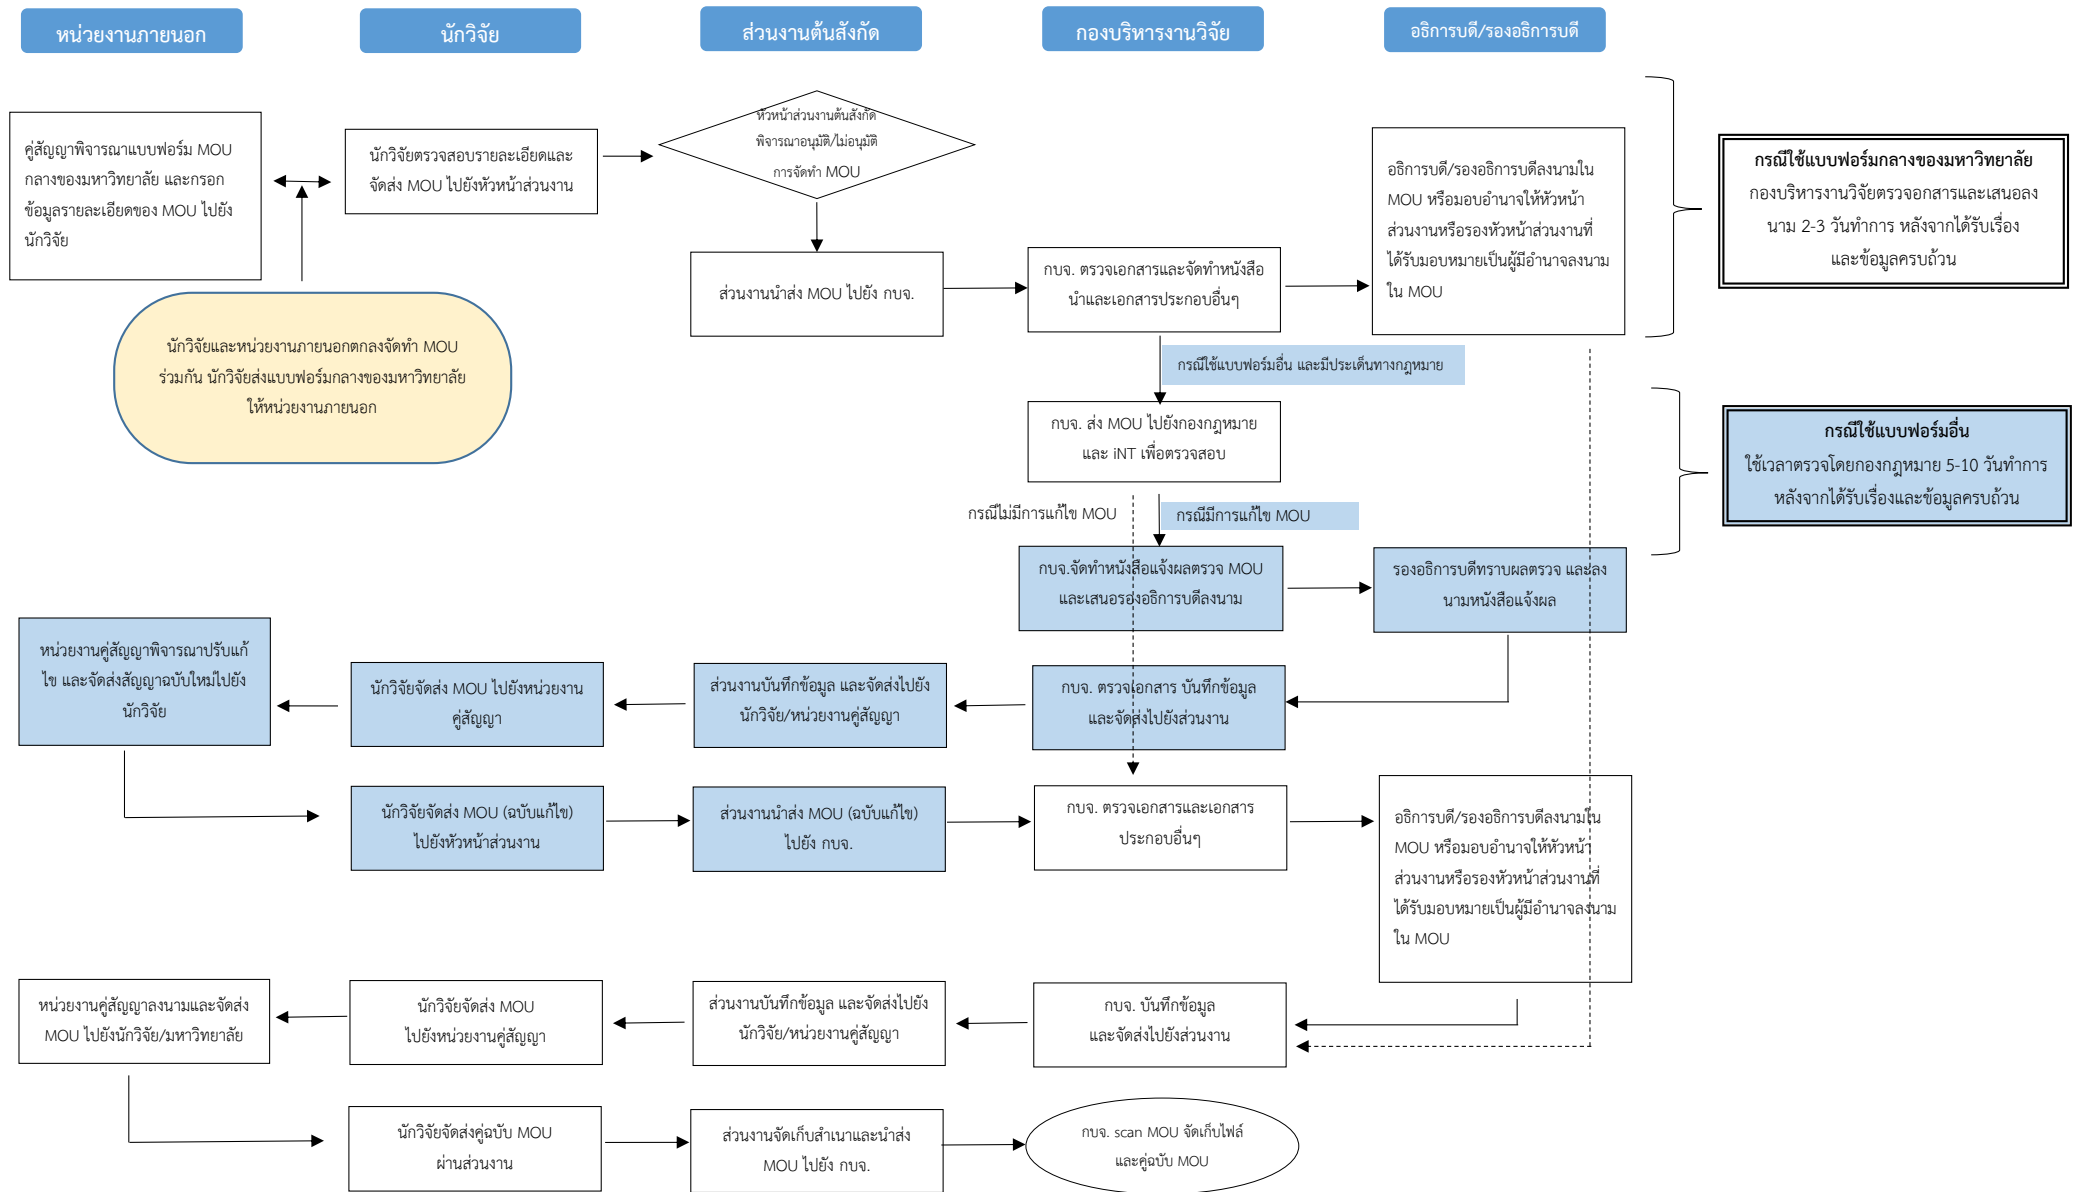 หน่วยงานภายนอก
นักวิจัย
ส่วนงานต้นสังกัด
กองบริหารงานวิจัย
อธิการบดี/รองอธิการบดี
คู่สัญญาพิจารณาแบบฟอร์ม MOU
กลางของมหาวิทยาลัย และกรอก
ข้อมูลรายละเอียดของ MOU ไปยัง
นักวิจัย
นักวิจัยตรวจสอบรายละเอียดและ
จัดส่ง MOU ไปยังหัวหน้าส่วนงาน
หัวหน้าส่วนงานต้นสังกัด
พิจารณาอนุมัติ/ไม่อนุมัติ
การจัดทำ MOU
อธิการบดี/รองอธิการบดีลงนามใน
MOU หรือมอบอำนาจให้หัวหน้า
ส่วนงานหรือรองหัวหน้าส่วนงานที่
ได้รับมอบหมายเป็นผู้มีอำนาจลงนาม
ใน MOU
กรณีใช้แบบฟอร์มกลางของมหาวิทยาลัย
กองบริหารงานวิจัยตรวจอกสารและเสนอลง
นาม 2-3 วันทำการ หลังจากได้รับเรื่อง
และข้อมูลครบถ้วน
ส่วนงานนำส่ง MOU ไปยัง กบจ.
กบจ. ตรวจเอกสารและจัดทำหนังสือ
นำและเอกสารประกอบอื่นๆ
นักวิจัยและหน่วยงานภายนอกตกลงจัดทำ MOU
ร่วมกัน นักวิจัยส่งแบบฟอร์มกลางของมหาวิทยาลัย
ให้หน่วยงานภายนอก
กรณีใช้แบบฟอร์มอื่น และมีประเด็นทางกฎหมาย
กบจ. ส่ง MOU ไปยังกองกฎหมาย
และ iNT เพื่อตรวจสอบ
กรณีใช้แบบฟอร์มอื่น
ใช้เวลาตรวจโดยกองกฎหมาย 5-10 วันทำการ
หลังจากได้รับเรื่องและข้อมูลครบถ้วน
กรณีไม่มีการแก้ไข MOU
กรณีมีการแก้ไข MOU
กบจ.จัดทำหนังสือแจ้งผลตรวจ MOU
และเสนอรองอธิการบดีลงนาม
รองอธิการบดีทราบผลตรวจ และลง
นามหนังสือแจ้งผล
หน่วยงานคู่สัญญาพิจารณาปรับแก้
ไข และจัดส่งสัญญาฉบับใหม่ไปยัง
นักวิจัย
นักวิจัยจัดส่ง MOU ไปยังหน่วยงาน
คู่สัญญา
ส่วนงานบันทึกข้อมูล และจัดส่งไปยัง
นักวิจัย/หน่วยงานคู่สัญญา
กบจ. ตรวจเอกสาร บันทึกข้อมูล
และจัดส่งไปยังส่วนงาน
นักวิจัยจัดส่ง MOU (ฉบับแก้ไข)
ไปยังหัวหน้าส่วนงาน
ส่วนงานนำส่ง MOU (ฉบับแก้ไข)
ไปยัง กบจ.
กบจ. ตรวจเอกสารและเอกสาร
ประกอบอื่นๆ
อธิการบดี/รองอธิการบดีลงนามใน
MOU หรือมอบอำนาจให้หัวหน้า
ส่วนงานหรือรองหัวหน้าส่วนงานที่
ได้รับมอบหมายเป็นผู้มีอำนาจลงนาม
ใน MOU
หน่วยงานคู่สัญญาลงนามและจัดส่ง
MOU ไปยังนักวิจัย/มหาวิทยาลัย
นักวิจัยจัดส่ง MOU
ไปยังหน่วยงานคู่สัญญา
ส่วนงานบันทึกข้อมูล และจัดส่งไปยัง
นักวิจัย/หน่วยงานคู่สัญญา
กบจ. บันทึกข้อมูล
และจัดส่งไปยังส่วนงาน
นักวิจัยจัดส่งคู่ฉบับ MOU
ผ่านส่วนงาน
ส่วนงานจัดเก็บสำเนาและนำส่ง
MOU ไปยัง กบจ.
กบจ. scan MOU จัดเก็บไฟล์
และคู่ฉบับ MOU